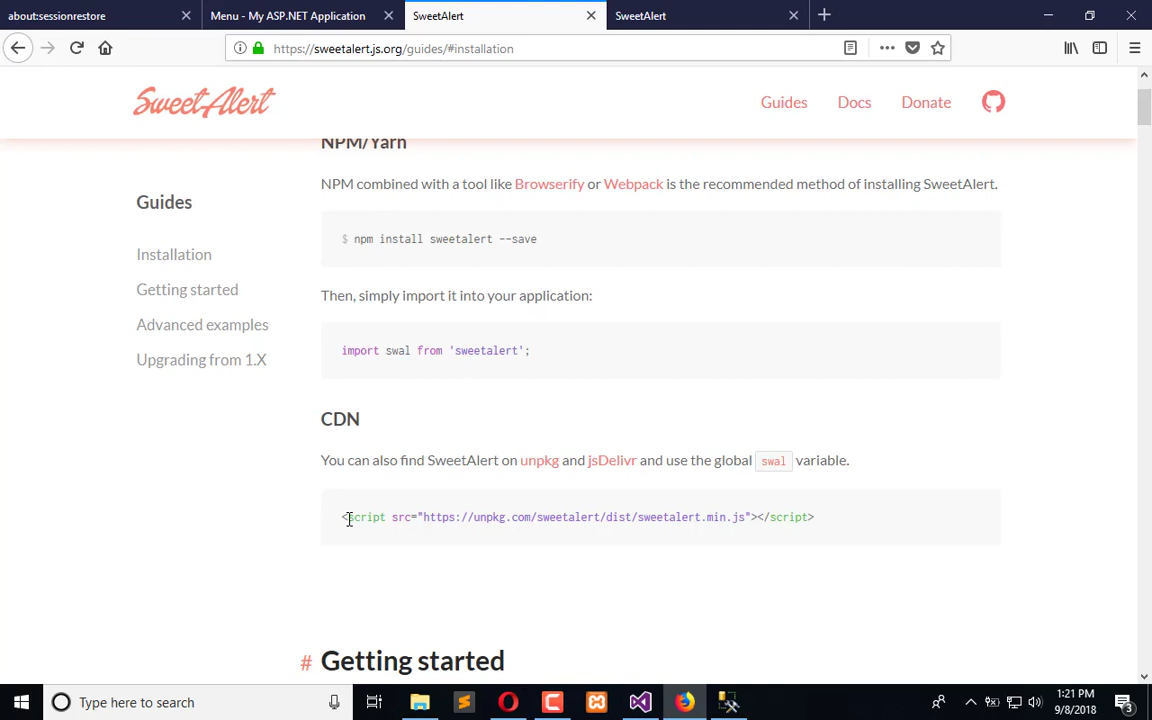 about:sessionrestore
Menu - My ASP.NET Application
SweetAlert
SweetAlert
https://sweetalert.js.org/guides/#installation
SweetAlert
Guides
Docs
Donate
NPM/Yarn
NPM combined with a tool like Browserify or Webpack is the recommended method of installing SweetAlert.
Guides
$ npm install sweetalert --save
Installation
Getting started
Then, simply import it into your application:
Advanced examples
import swal from 'sweetalert';
Upgrading from 1.X
CDN
You can also find SweetAlert on unpkg and jsDelivr and use the global swal variable.
<script src="https://unpkg.com/sweetalert/dist/sweetalert.min.js"></script>
# Getting started
Type here to search
1:21 PM
9/8/2018
3